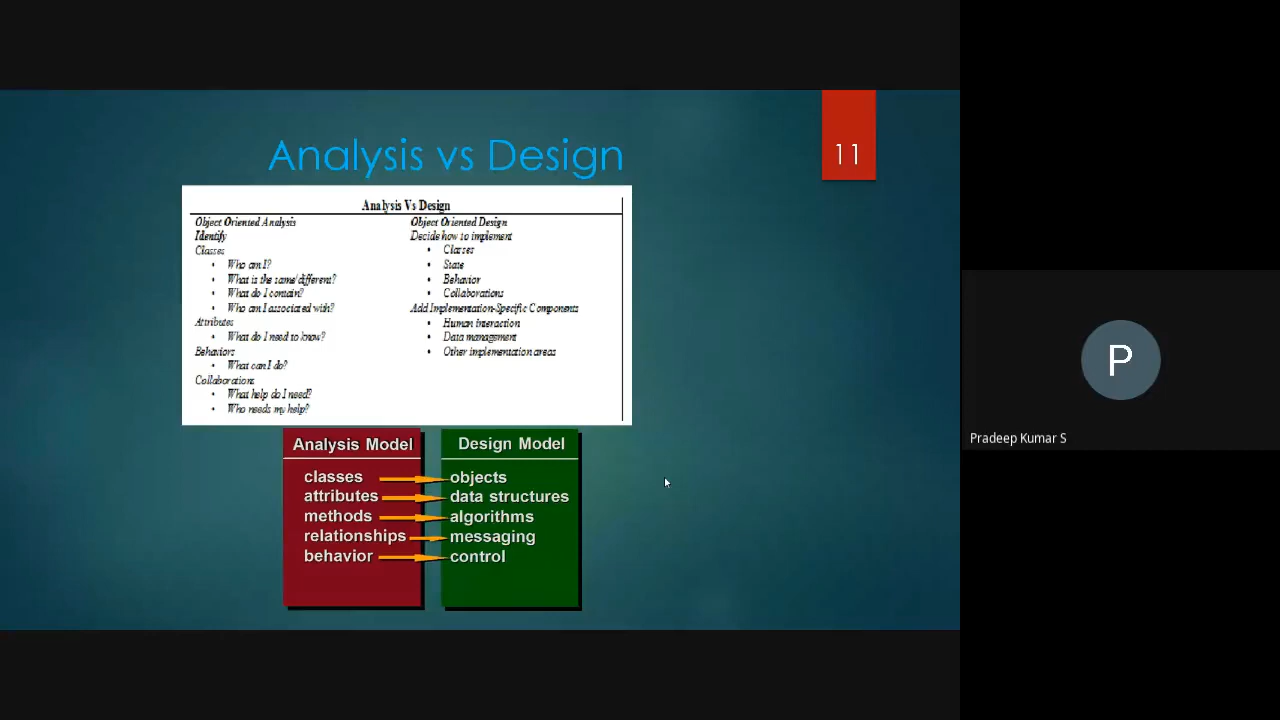 Analysis vs Design
11
Analysis Vs Design
Object Oriented Analysis
Identify
Classes
• Who am I?
• What is the same/different?
• What do I contain?
• Who am I associated with?
Attributes
• What do I need to know?
Behaviors
• What can I do?
Collaborations
• What help do I need?
• Who needs my help?
Object Oriented Design
Decide how to implement
• Classes
• State
• Behavior
• Collaborations
Add Implementation-Specific Components
• Human interaction
• Data management
• Other implementation areas
Analysis Model
classes
attributes
methods
relationships
behavior
Design Model
objects
data structures
algorithms
messaging
control
P
Pradeep Kumar S